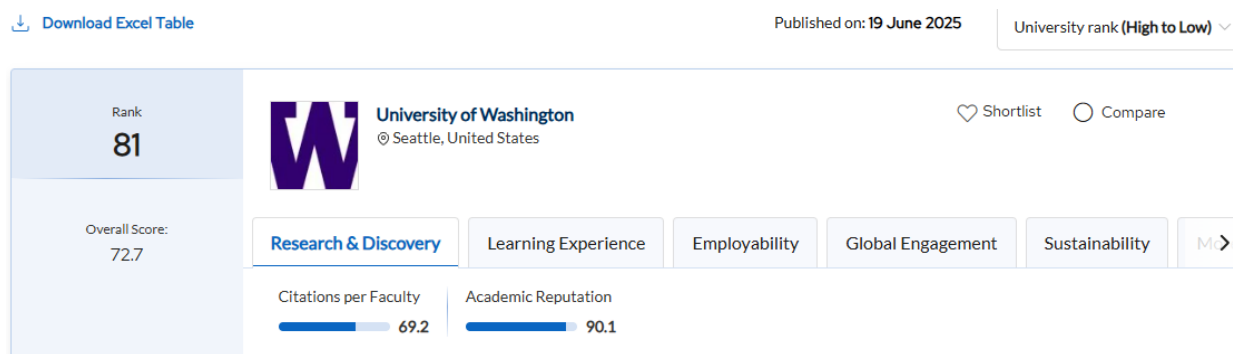 Download Excel Table
Published on: 19 June 2025
University rank (High to Low)
Rank
81
W
University of Washington
Seattle, United States
Shortlist
Compare
Overall Score:
72.7
Research & Discovery
Learning Experience
Employability
Global Engagement
Sustainability
Citations per Faculty
69.2
Academic Reputation
90.1